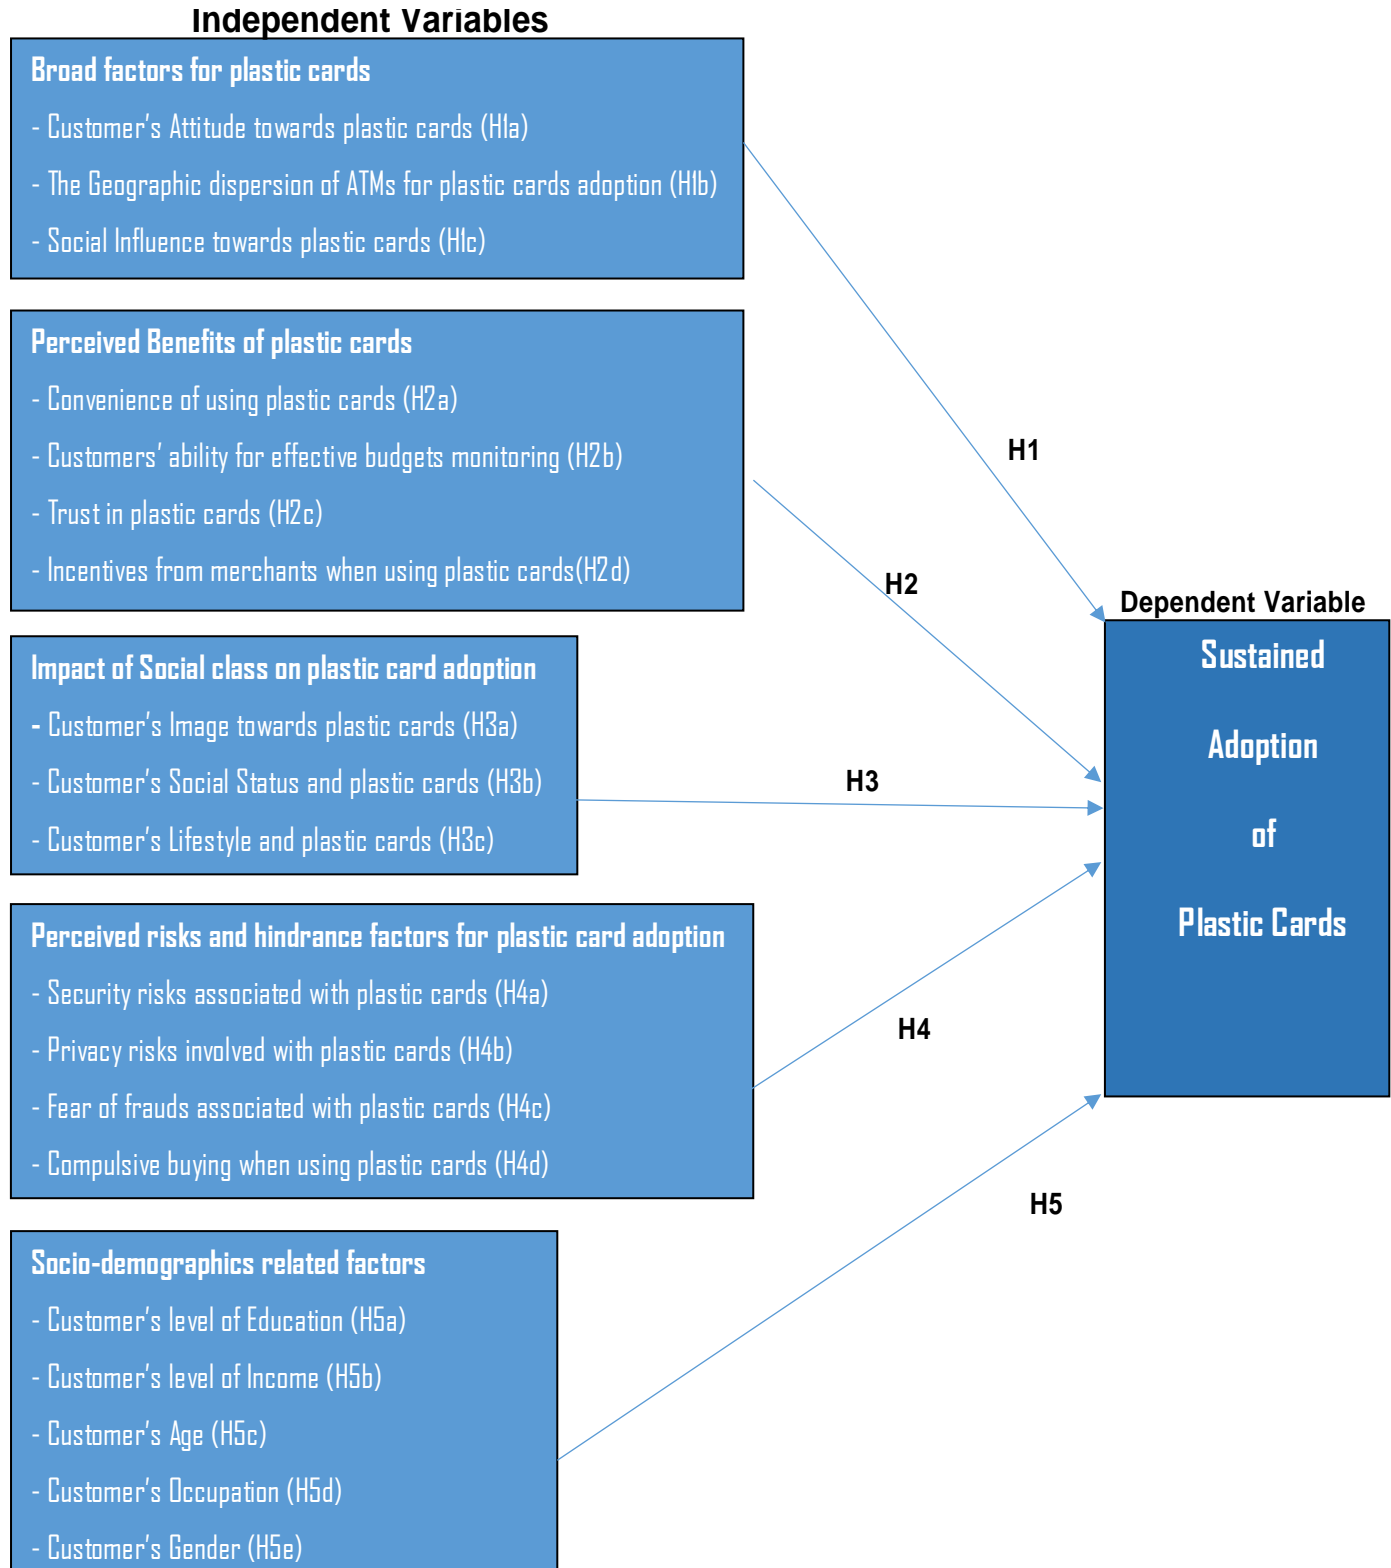 Independent Variables
Broad factors for plastic cards
- Customer's Attitude towards plastic cards (H1a)
- The Geographic dispersion of ATMs for plastic cards adoption (H1b)
- Social Influence towards plastic cards (H1c)
Perceived Benefits of plastic cards
- Convenience of using plastic cards (H2a)
- Customers' ability for effective budgets monitoring (H2b)
- Trust in plastic cards (H2c)
- Incentives from merchants when using plastic cards(H2d)
Impact of Social class on plastic card adoption
- Customer's Image towards plastic cards (H3a)
- Customer's Social Status and plastic cards (H3b)
- Customer's Lifestyle and plastic cards (H3c)
Perceived risks and hindrance factors for plastic card adoption
- Security risks associated with plastic cards (H4a)
- Privacy risks involved with plastic cards (H4b)
- Fear of frauds associated with plastic cards (H4c)
- Compulsive buying when using plastic cards (H4d)
Socio-demographics related factors
- Customer's level of Education (H5a)
- Customer's level of Income (H5b)
- Customer's Age (H5c)
- Customer's Occupation (H5d)
- Customer's Gender (H5e)
H1
H2
H3
H4
H5
Dependent Variable
Sustained
Adoption
of
Plastic Cards